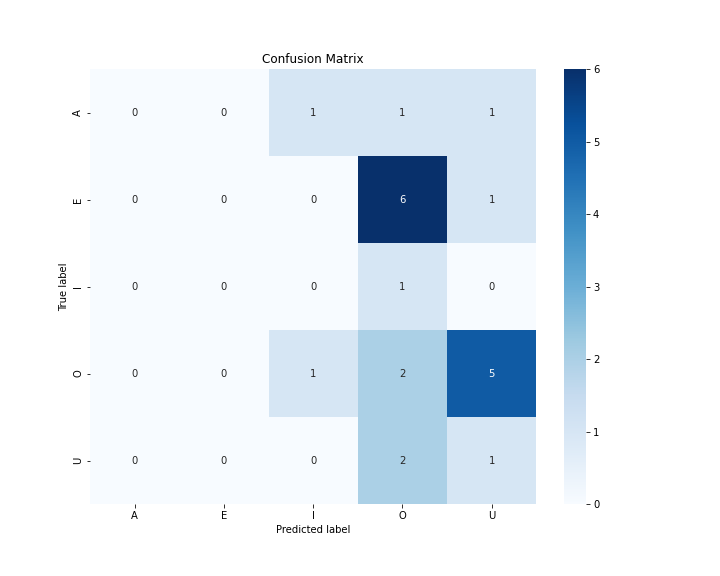 Confusion Matrix
A 0 0 1 1 1
E 0 0 0 6 1
I 0 0 0 1 0
O 0 0 1 2 5
U 0 0 0 2 1
True label
A E I O U
Predicted label
6
5
4
3
2
1
0